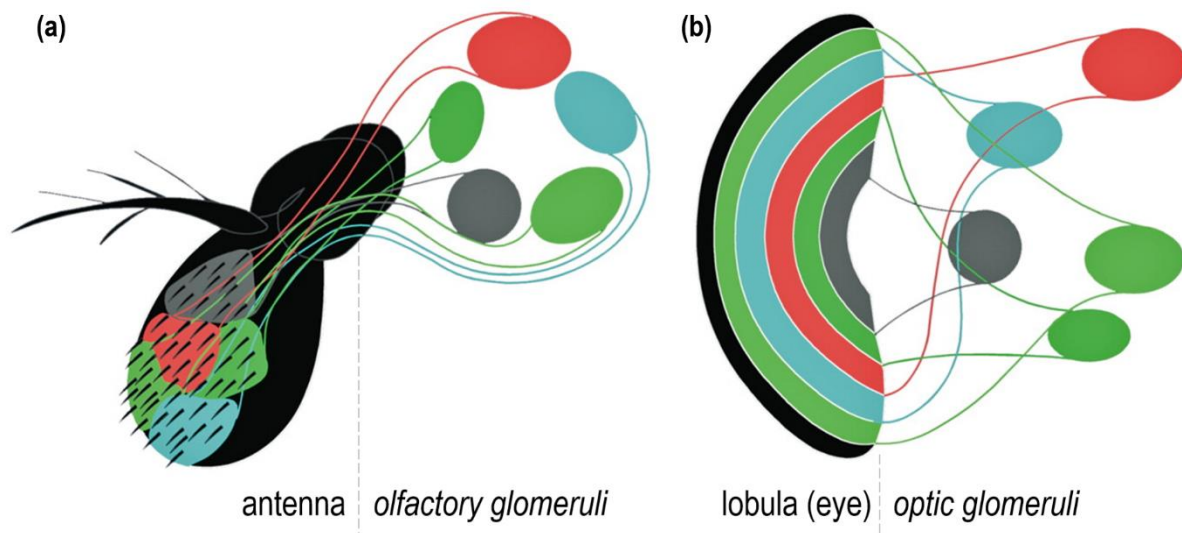 (a)
(b)
antenna olfactory glomeruli
lobula (eye) optic glomeruli